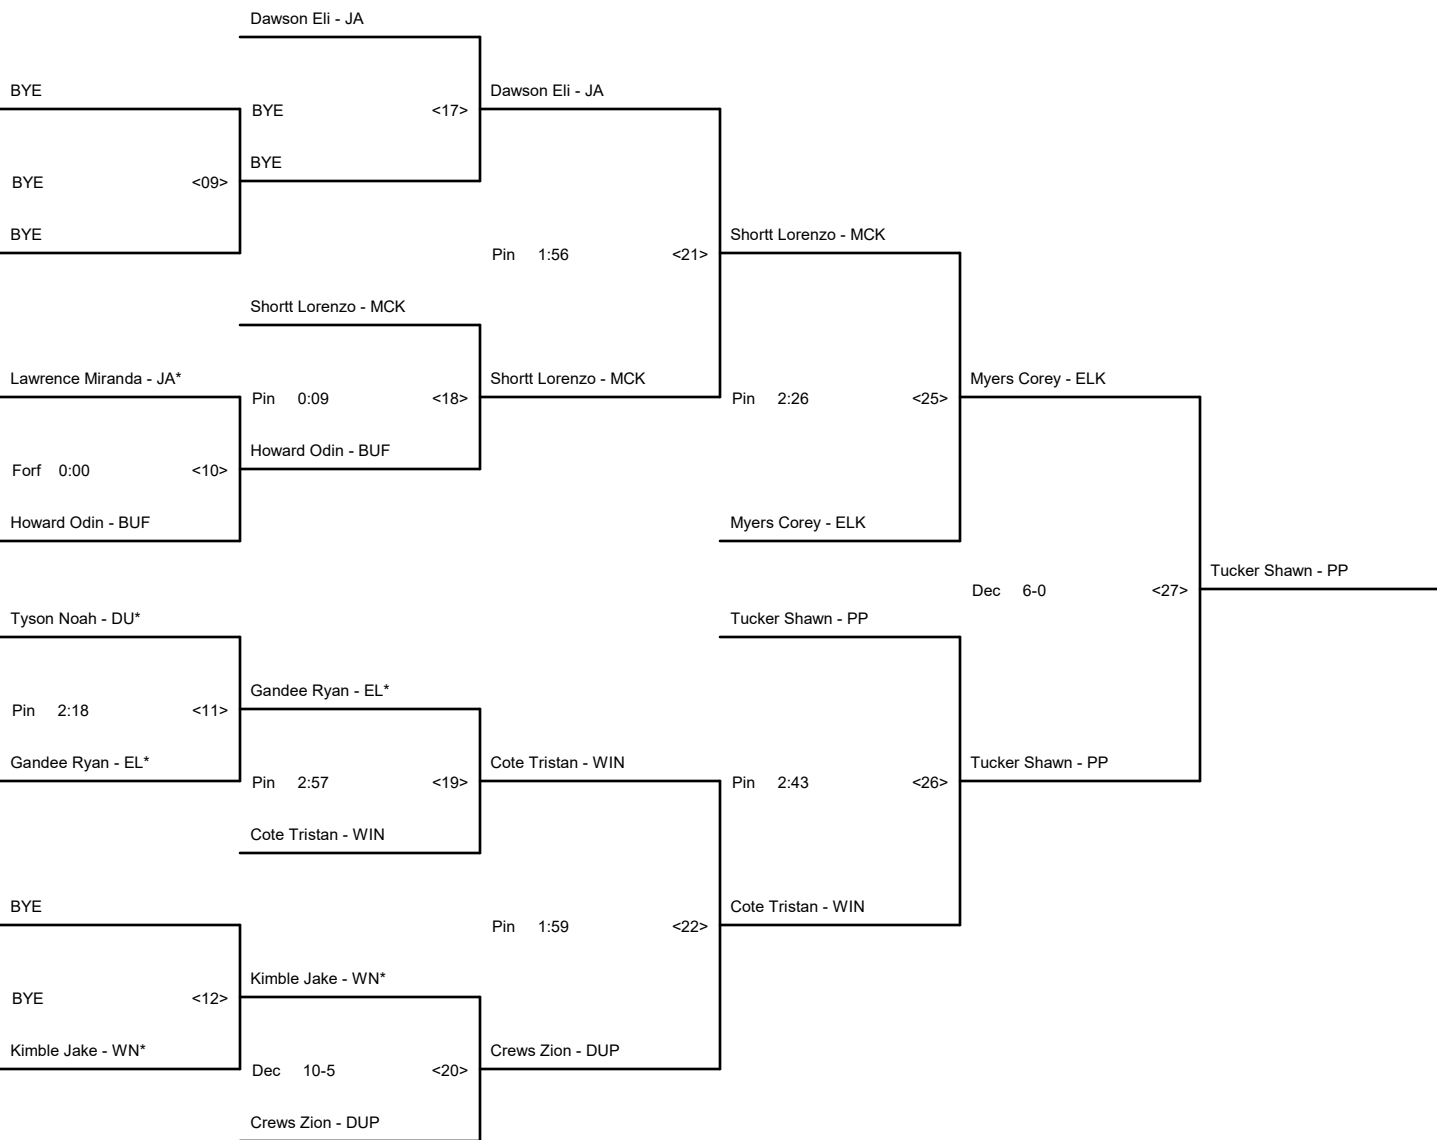 Dawson Eli - JA
BYE
BYE <17>
Dawson Eli - JA
BYE
BYE <09>
BYE
Pin 1:56 <21>
Shortt Lorenzo - MCK
Shortt Lorenzo - MCK
Lawrence Miranda - JA*
Pin 0:09 <18>
Shortt Lorenzo - MCK
Pin 2:26 <25>
Myers Corey - ELK
Howard Odin - BUF
Forf 0:00 <10>
Howard Odin - BUF
Myers Corey - ELK
Dec 6-0 <27>
Tucker Shawn - PP
Tyson Noah - DU*
Tucker Shawn - PP
Gandee Ryan - EL*
Pin 2:18 <11>
Gandee Ryan - EL*
Pin 2:57 <19>
Cote Tristan - WIN
Pin 2:43 <26>
Tucker Shawn - PP
Cote Tristan - WIN
BYE
Pin 1:59 <22>
Cote Tristan - WIN
Kimble Jake - WN*
BYE <12>
Kimble Jake - WN*
Dec 10-5 <20>
Crews Zion - DUP
Crews Zion - DUP